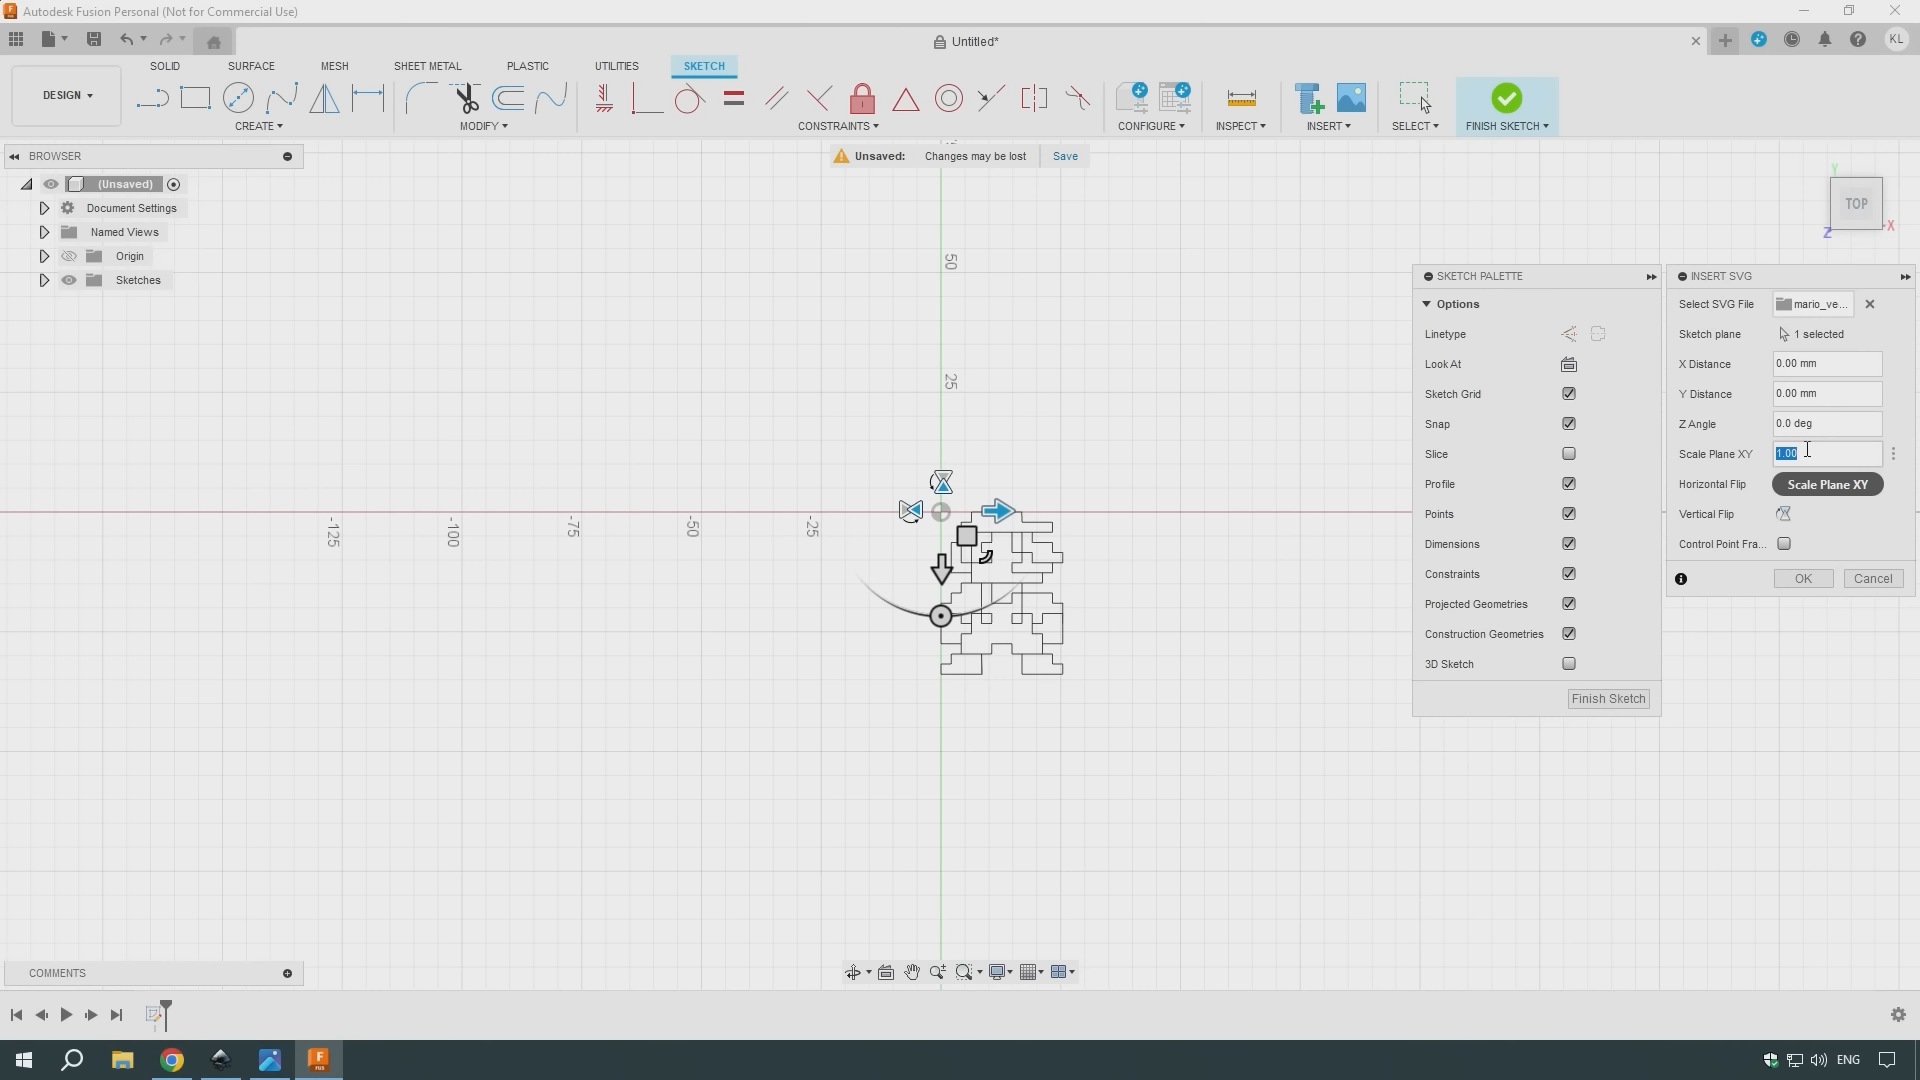 Autodesk Fusion Personal (Not for Commercial Use)
Untitled*
KL
DESIGN
SOLID
SURFACE
MESH
SHEET METAL
PLASTIC
UTILITIES
SKETCH
CREATE
MODIFY
CONSTRAINTS
CONFIGURE
INSPECT
INSERT
SELECT
FINISH SKETCH
BROWSER
(Unsaved)
Document Settings
Named Views
Origin
Sketches
Unsaved: Changes may be lost Save
TOP
Y
X
Z
50
25
-125
-100
-75
-50
-25
SKETCH PALETTE
Options
Linetype
Look At
Sketch Grid
Snap
Slice
Profile
Points
Dimensions
Constraints
Projected Geometries
Construction Geometries
3D Sketch
Finish Sketch
INSERT SVG
Select SVG File mario_ve...
Sketch plane 1 selected
X Distance 0.00 mm
Y Distance 0.00 mm
Z Angle 0.0 deg
Scale Plane XY 1.00
Horizontal Flip Scale Plane XY
Vertical Flip
Control Point Fra...
OK Cancel
COMMENTS
F
FUS
ENG